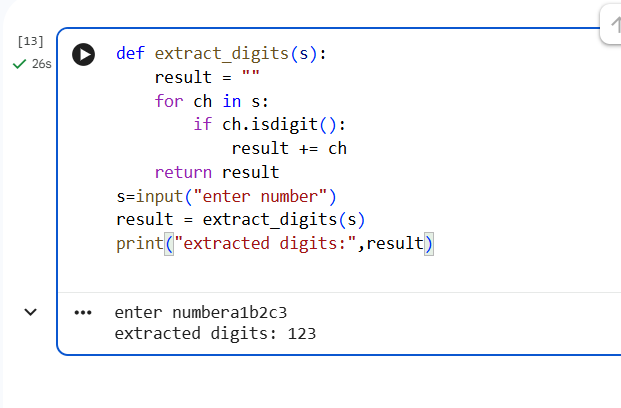 [13]
26s
def extract_digits(s):
    result = ""
    for ch in s:
        if ch.isdigit():
            result += ch
    return result
s=input("enter number")
result = extract_digits(s)
print("extracted digits:",result)
enter numbera1b2c3
extracted digits: 123